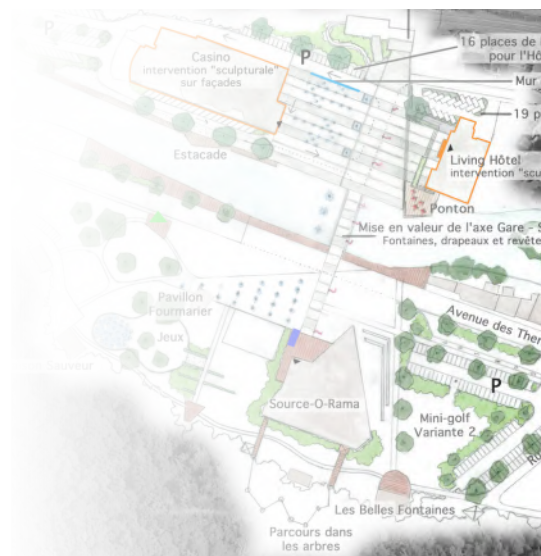 16 places de
pour l'Hô
P
Casino
intervention "sculpturale"
sur façades
Mur
19 p
Estacade
Living Hôtel
intervention "scu
Ponton
Mise en valeur de l'axe Gare - S
Fontaines, drapeaux et revête
Pavillon
Fourmarier
Avenue des Ther
Jeux
Sauveur
P
Source-O-Rama
Mini-golf
Variante 2
Ru
Les Belles Fontaines
Parcours dans
les arbres